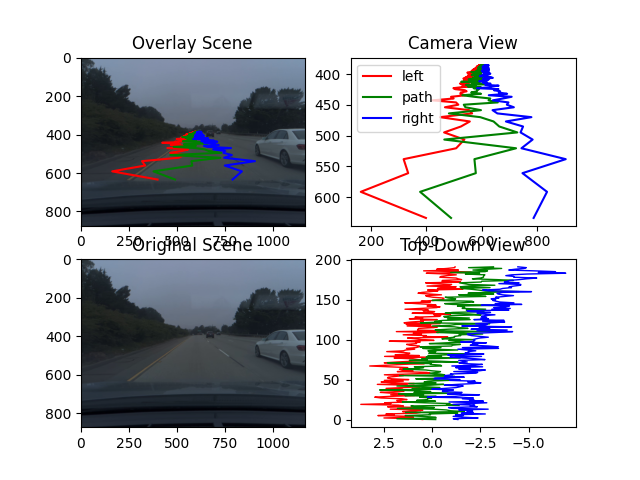 Overlay Scene
0
200
400
600
800
0 250 500 750 1000
Camera View
400
450
500
550
600
200 400 600 800
left
path
right
Original Scene
0
200
400
600
800
0 250 500 750 1000
Top-Down View
200
150
100
50
0
2.5 0.0 −2.5 −5.0